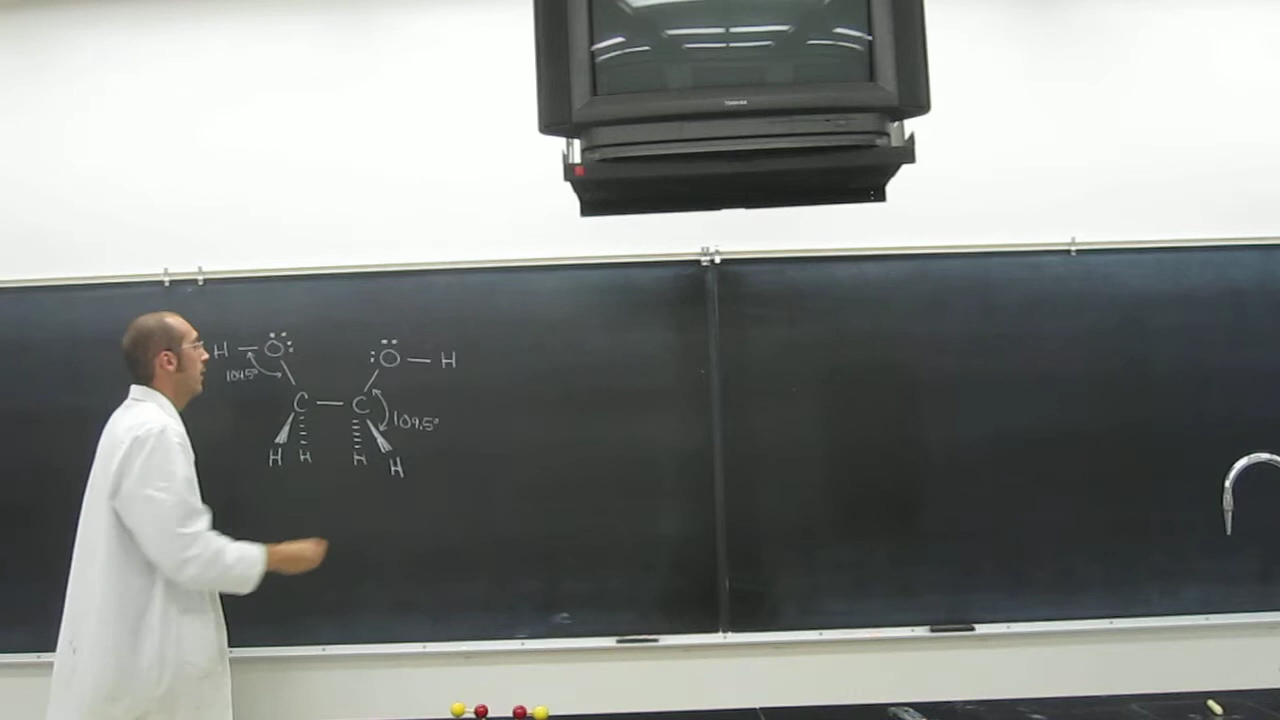 TOSHIBA
H — Ö: :Ö — H
104.5°
C — C
109.5°
H H H H